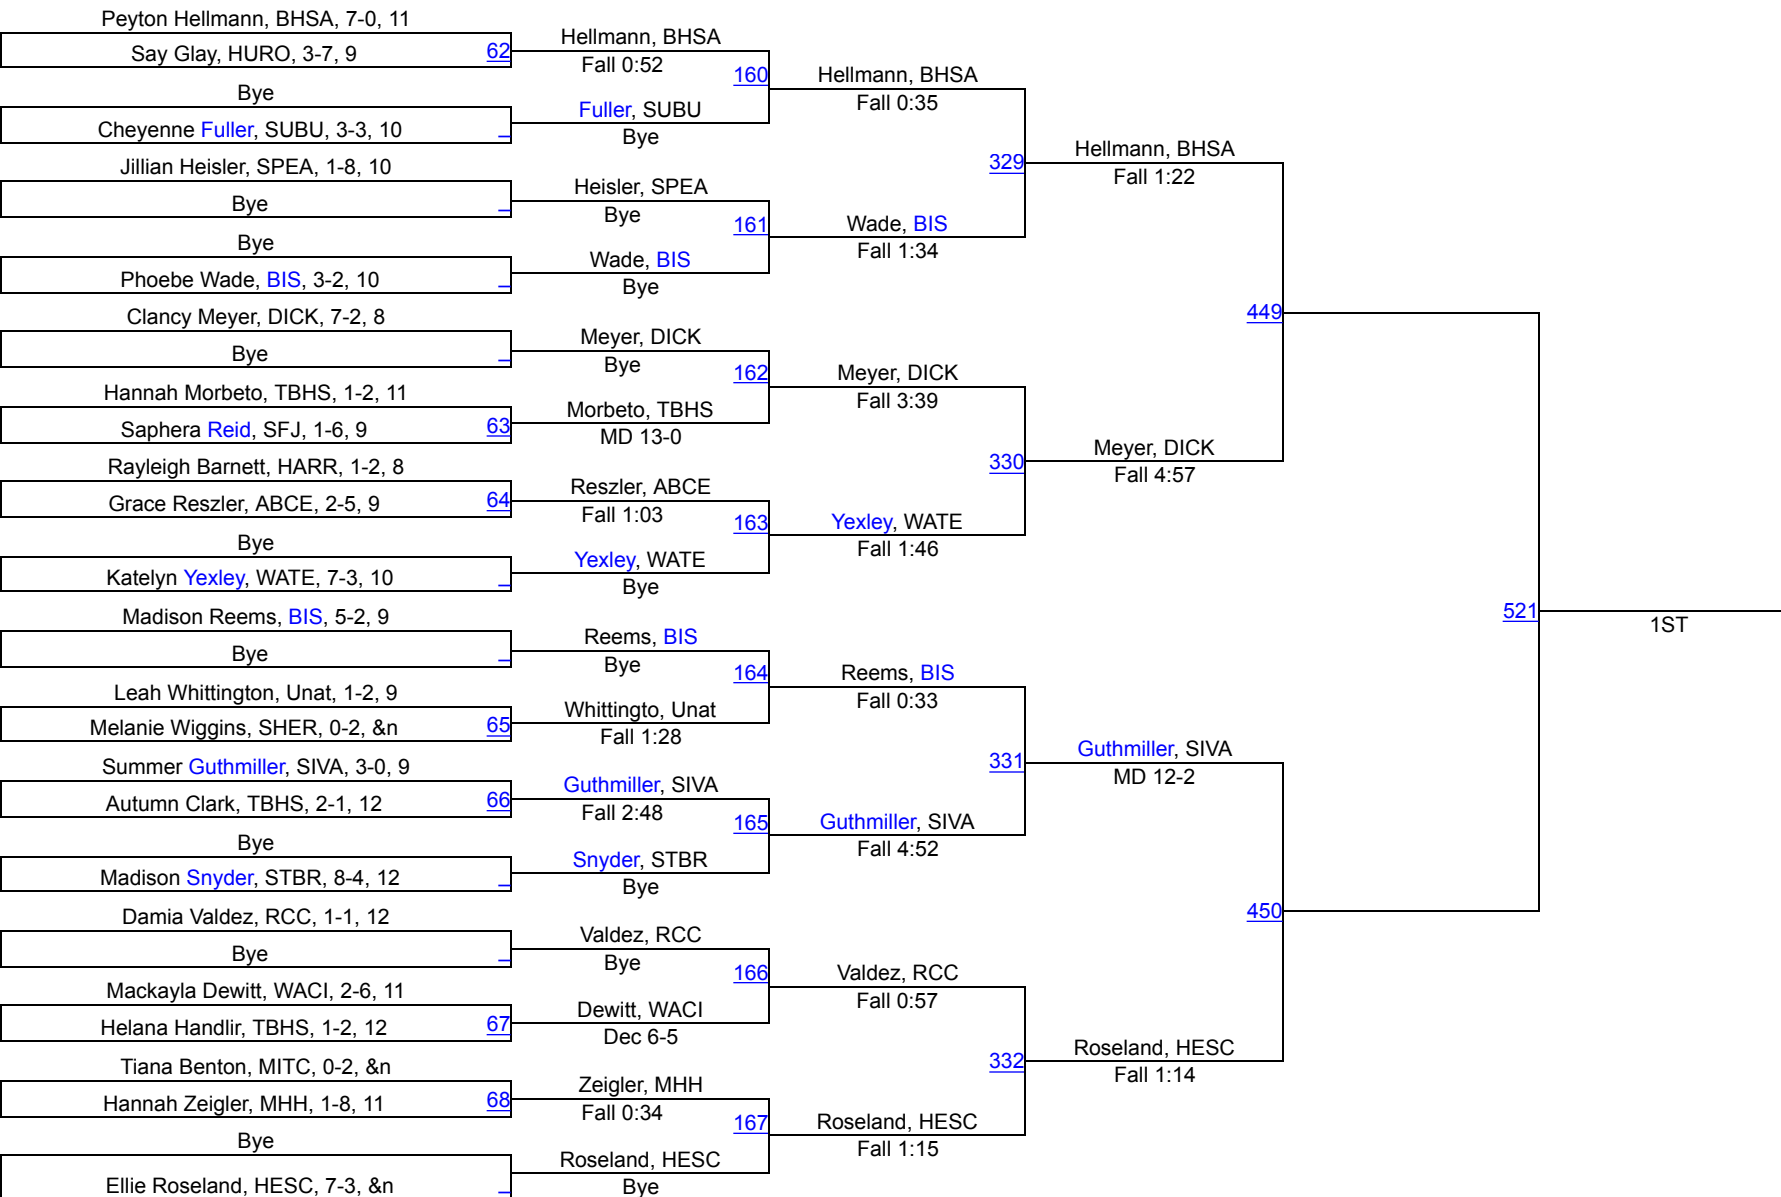 Peyton Hellmann, BHSA, 7-0, 11
Say Glay, HURO, 3-7, 9
62
Bye
Cheyenne Fuller, SUBU, 3-3, 10
Jillian Heisler, SPEA, 1-8, 10
Bye
Bye
Phoebe Wade, BIS, 3-2, 10
Clancy Meyer, DICK, 7-2, 8
Bye
Hannah Morbeto, TBHS, 1-2, 11
Saphera Reid, SFJ, 1-6, 9
63
Rayleigh Barnett, HARR, 1-2, 8
Grace Reszler, ABCE, 2-5, 9
64
Bye
Katelyn Yexley, WATE, 7-3, 10
Madison Reems, BIS, 5-2, 9
Bye
Leah Whittington, Unat, 1-2, 9
Melanie Wiggins, SHER, 0-2, &n
65
Summer Guthmiller, SIVA, 3-0, 9
Autumn Clark, TBHS, 2-1, 12
66
Bye
Madison Snyder, STBR, 8-4, 12
Damia Valdez, RCC, 1-1, 12
Bye
Mackayla Dewitt, WACI, 2-6, 11
Helana Handlir, TBHS, 1-2, 12
67
Tiana Benton, MITC, 0-2, &n
Hannah Zeigler, MHH, 1-8, 11
68
Bye
Ellie Roseland, HESC, 7-3, &n
Hellmann, BHSA
Fall 0:52
160
Fuller, SUBU
Bye
Heisler, SPEA
Bye
161
Wade, BIS
Bye
Meyer, DICK
Bye
162
Morbeto, TBHS
MD 13-0
Reszler, ABCE
Fall 1:03
163
Yexley, WATE
Bye
Reems, BIS
Bye
164
Whittingto, Unat
Fall 1:28
Guthmiller, SIVA
Fall 2:48
165
Snyder, STBR
Bye
Valdez, RCC
Bye
166
Dewitt, WACI
Dec 6-5
Zeigler, MHH
Fall 0:34
167
Roseland, HESC
Bye
Hellmann, BHSA
Fall 0:35
329
Wade, BIS
Fall 1:34
Meyer, DICK
Fall 3:39
330
Yexley, WATE
Fall 1:46
Reems, BIS
Fall 0:33
331
Guthmiller, SIVA
Fall 4:52
Valdez, RCC
Fall 0:57
332
Roseland, HESC
Fall 1:15
Hellmann, BHSA
Fall 1:22
449
Meyer, DICK
Fall 4:57
Guthmiller, SIVA
MD 12-2
450
Roseland, HESC
Fall 1:14
521
1ST